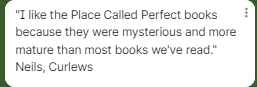 "I like the Place Called Perfect books
because they were mysterious and more
mature than most books we've read."
Neils, Curlews